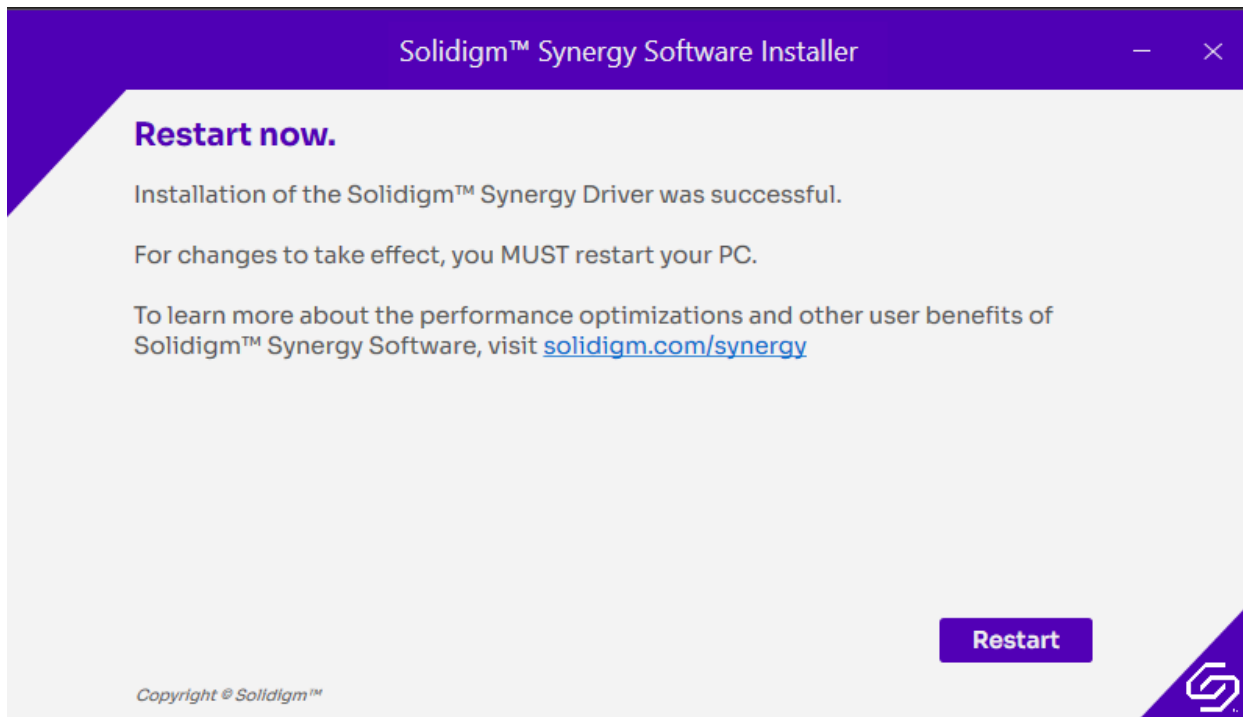 Solidigm™ Synergy Software Installer
Restart now.
Installation of the Solidigm™ Synergy Driver was successful.
For changes to take effect, you MUST restart your PC.
To learn more about the performance optimizations and other user benefits of
Solidigm™ Synergy Software, visit solidigm.com/synergy
Restart
Copyright © Solidigm™